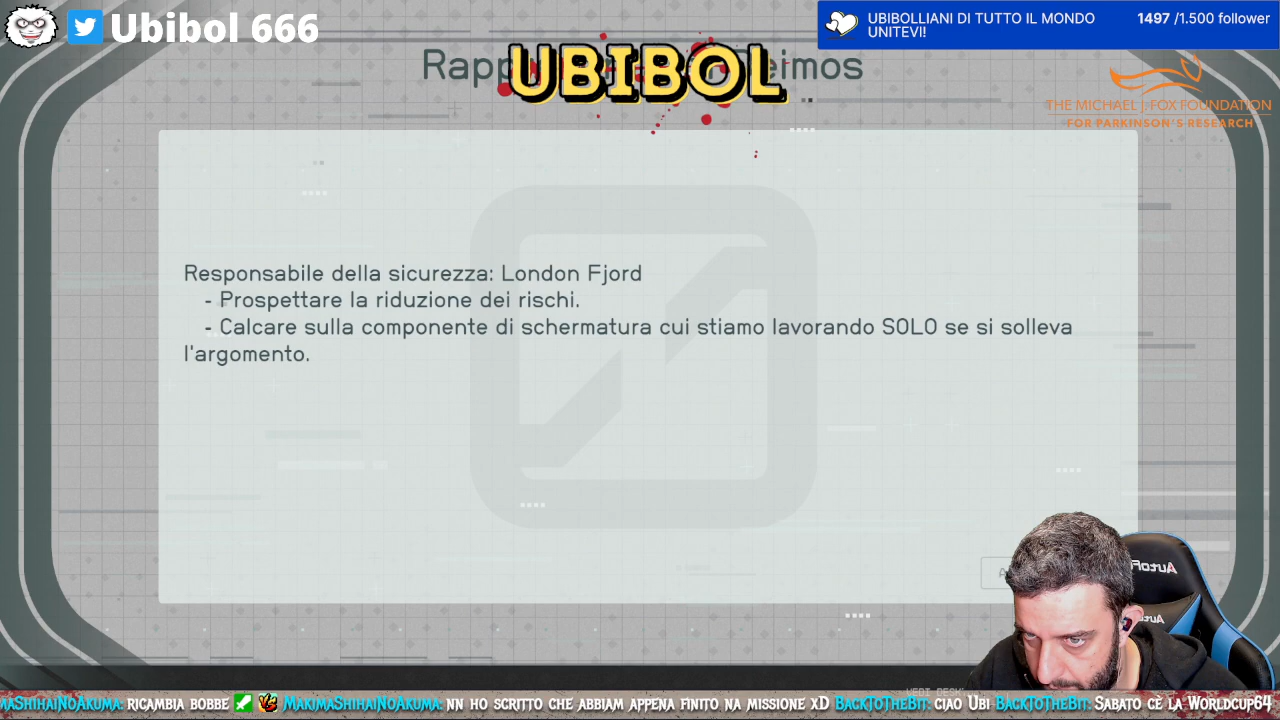 Ubibol 666
UBIBOLLIANI DI TUTTO IL MONDO UNITEVI!
1497 /1.500 follower
UBIBOL
THE MICHAEL J. FOX FOUNDATION
FOR PARKINSON'S RESEARCH
Responsabile della sicurezza: London Fjord
- Prospettare la riduzione dei rischi.
- Calcare sulla componente di schermatura cui stiamo lavorando SOLO se si solleva
l'argomento.
MAKIMASHIHAINOAKUMA: RICAMBIA BOBBE MAKIMASHIHAINOAKUMA: NN HO SCRITTO CHE ABBIAM APPENA FINITO NA MISSIONE XD BACKTOTHEBIT: CIAO UBI BACKTOTHEBIT: SABATO CÈ LA WORLDCUP64